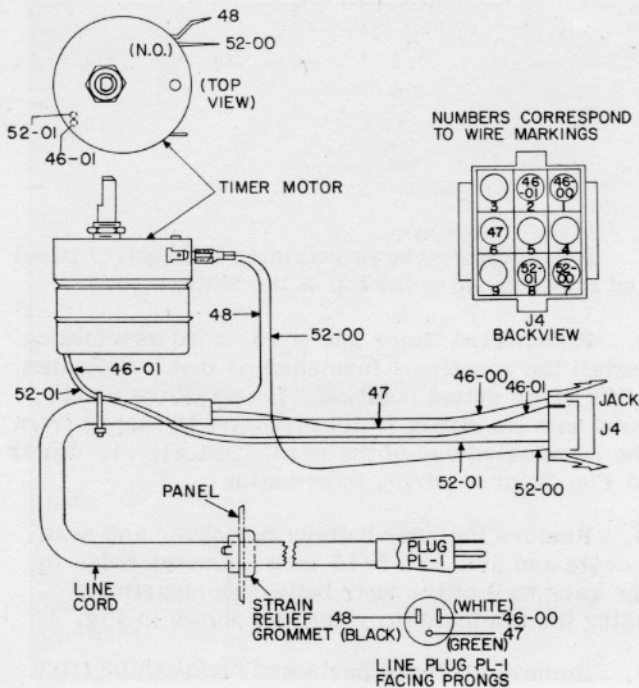 48
(N.O.)
52-00
(TOP
VIEW)
52-01
46-01
TIMER MOTOR
NUMBERS CORRESPOND
TO WIRE MARKINGS
46
-01
46-
00
3
2
1
47
6
5
4
52-
01
52-
00
9
8
7
J4
BACKVIEW
48
52-00
46-01
52-01
47
46-00
46-01
JACK
J4
52-01
52-00
PANEL
PLUG
PL-1
LINE
CORD
STRAIN
RELIEF
GROMMET
48
(BLACK)
(WHITE)
46-00
47
(GREEN)
LINE PLUG PL-1
FACING PRONGS